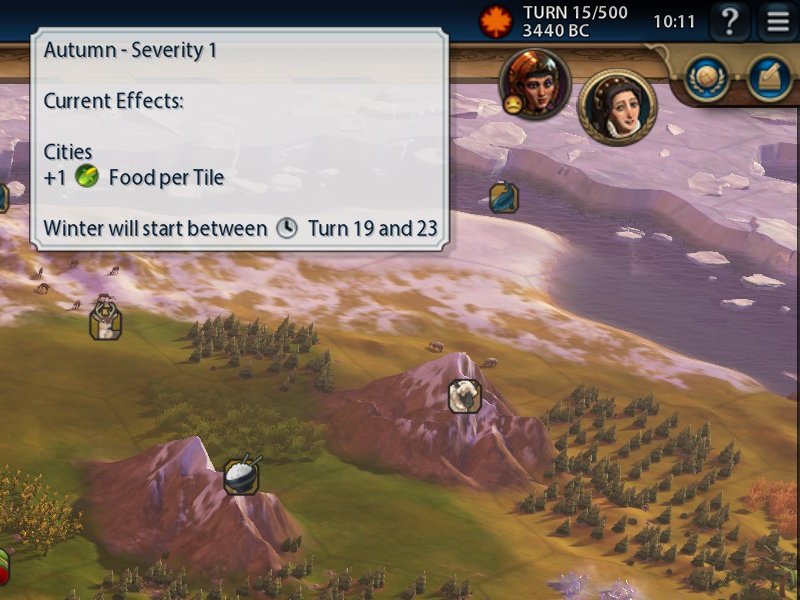 TURN 15/500
3440 BC
10:11
?
Autumn - Severity 1
Current Effects:
Cities
+1 Food per Tile
Winter will start between Turn 19 and 23